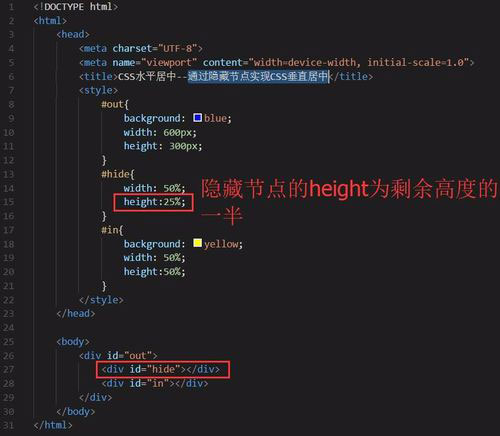 1 <!DOCTYPE html>
2 <html>
3 <head>
4 <meta charset="UTF-8">
5 <meta name="viewport" content="width=device-width, initial-scale=1.0">
6 <title>CSS水平居中--通过隐藏节点实现CSS垂直居中</title>
7 <style>
8 #out{
9 background: blue;
10 width: 600px;
11 height: 300px;
12 }
13 #hide{
14 width: 50%;
15 height:25%;
隐藏节点的height为剩余高度的
一半
16 }
17 #in{
18 background: yellow;
19 width: 50%;
20 height:50%;
21 }
22 </style>
23 </head>
24
25 <body>
26 <div id="out">
27 <div id="hide"></div>
28 <div id="in"></div>
29 </div>
30 </body>
31 </html>